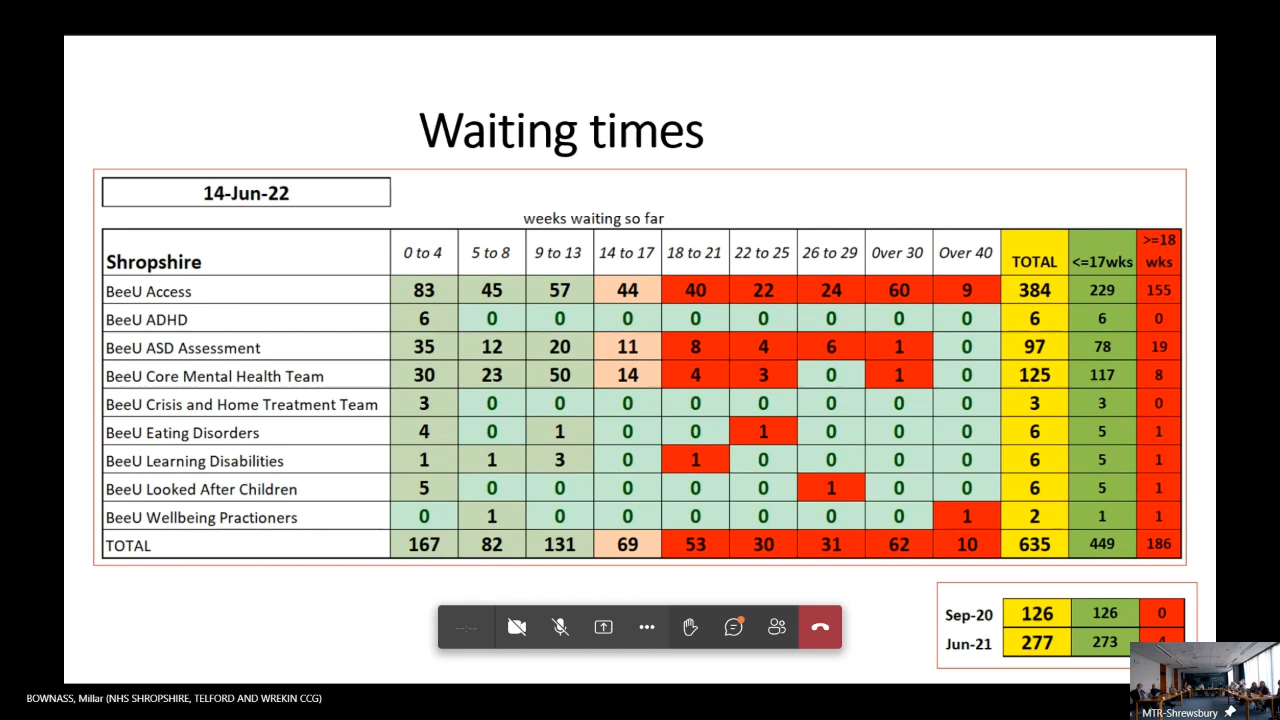 Waiting times
14-Jun-22
weeks waiting so far
Shropshire 0 to 4 5 to 8 9 to 13 14 to 17 18 to 21 22 to 25 26 to 29 Over 30 Over 40 TOTAL <=17wks >=18 wks
BeeU Access 83 45 57 44 40 22 24 60 9 384 229 155
BeeU ADHD 6 0 0 0 0 0 0 0 0 6 6 0
BeeU ASD Assessment 35 12 20 11 8 4 6 1 0 97 78 19
BeeU Core Mental Health Team 30 23 50 14 4 3 0 1 0 125 117 8
BeeU Crisis and Home Treatment Team 3 0 0 0 0 0 0 0 0 3 3 0
BeeU Eating Disorders 4 0 1 0 0 1 0 0 0 6 5 1
BeeU Learning Disabilities 1 1 3 0 1 0 0 0 0 6 5 1
BeeU Looked After Children 5 0 0 0 0 0 1 0 0 6 5 1
BeeU Wellbeing Practioners 0 1 0 0 0 0 0 0 1 2 1 1
TOTAL 167 82 131 69 53 30 31 62 10 635 449 186
Sep-20 126 126 0
Jun-21 277 273
--:--
BOWNASS, Millar (NHS SHROPSHIRE, TELFORD AND WREKIN CCG)
MTR-Shrewsbury